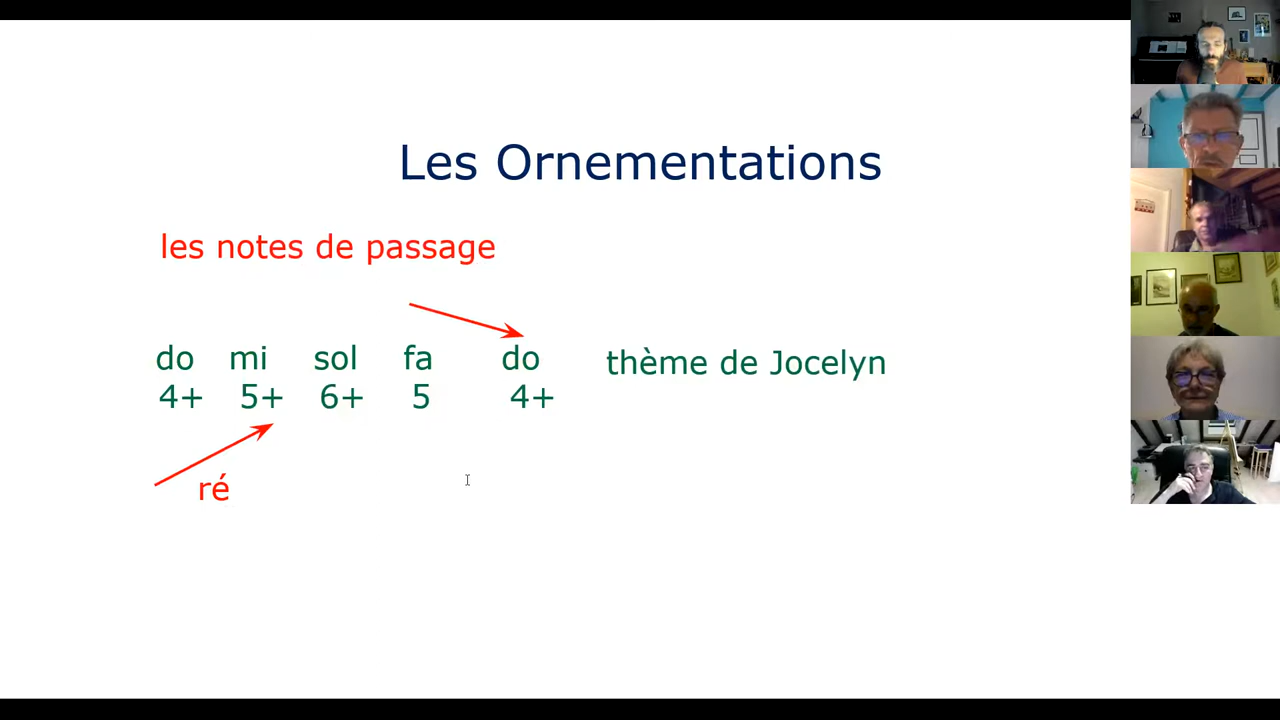 Les Ornementations
les notes de passage
do mi sol fa do thème de Jocelyn
4+ 5+ 6+ 5 4+
ré